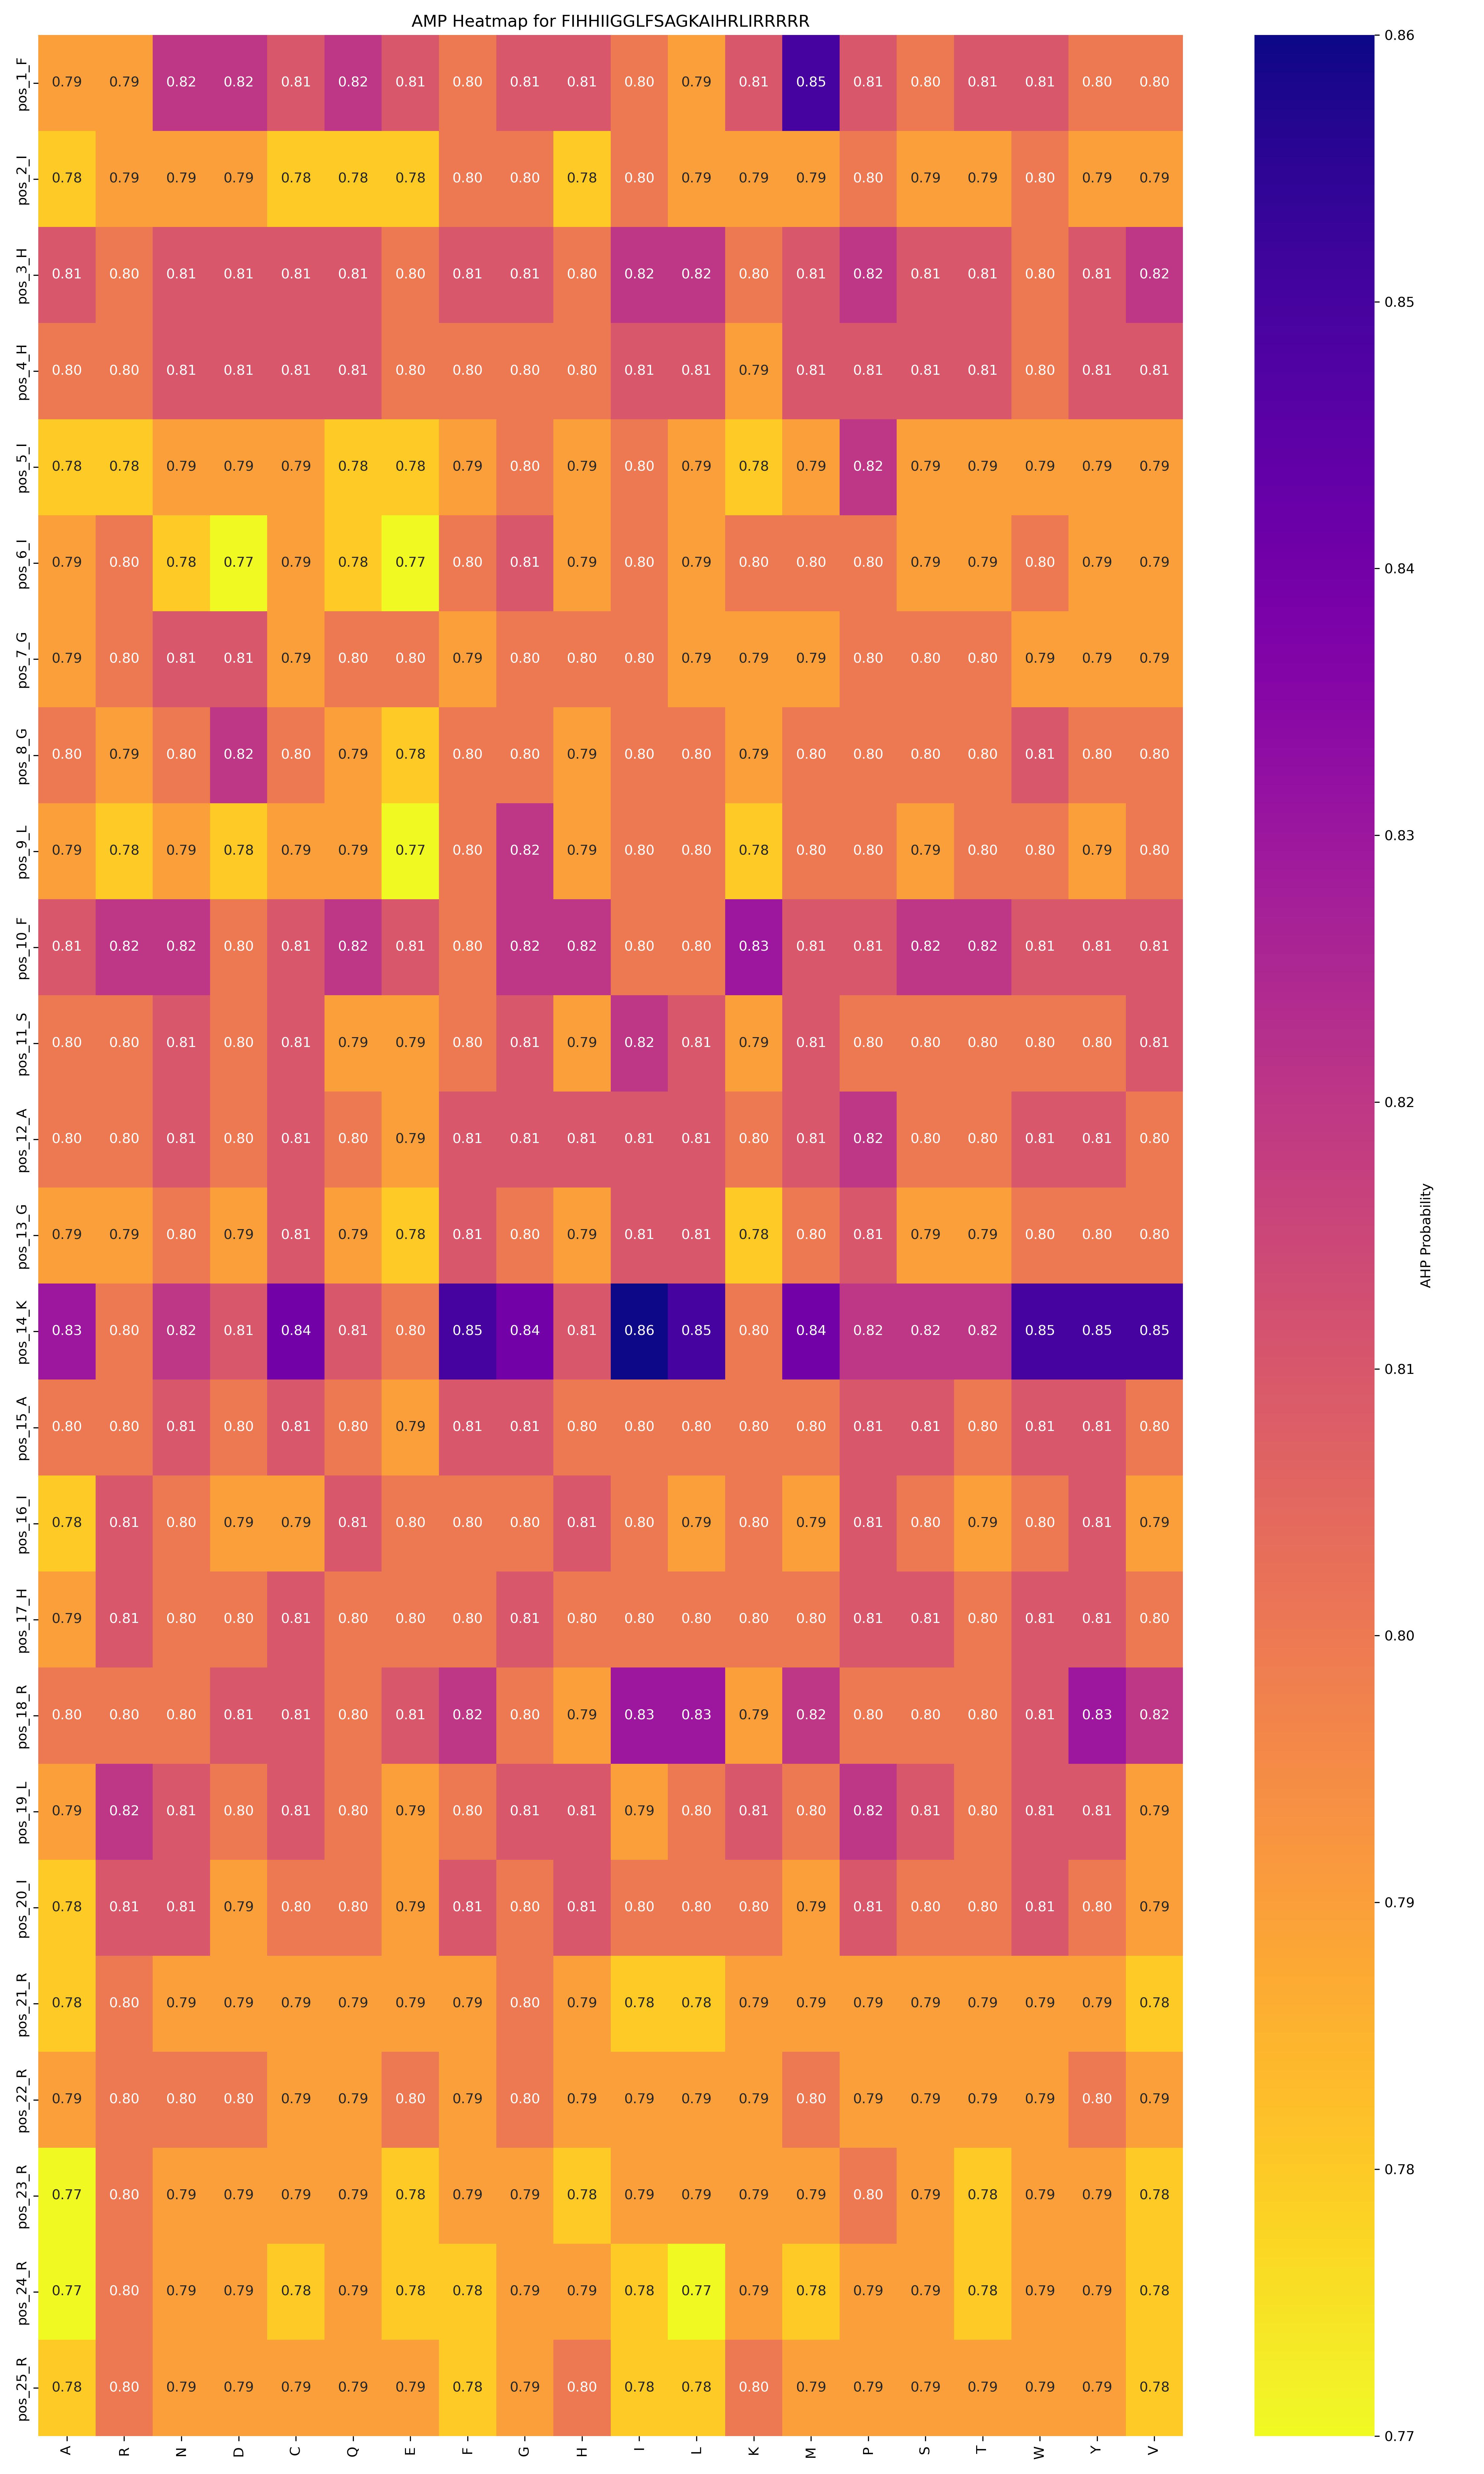 AMP Heatmap for FIHHIIGGLFSAGKAIHRLIRRRRR
pos_1_F 0.79 0.79 0.82 0.82 0.81 0.82 0.81 0.80 0.81 0.81 0.80 0.79 0.81 0.85 0.81 0.80 0.81 0.81 0.80 0.80
pos_2_I 0.78 0.79 0.79 0.79 0.78 0.78 0.78 0.80 0.80 0.78 0.80 0.79 0.79 0.79 0.80 0.79 0.79 0.80 0.79 0.79
pos_3_H 0.81 0.80 0.81 0.81 0.81 0.81 0.80 0.81 0.81 0.80 0.82 0.82 0.80 0.81 0.82 0.81 0.81 0.80 0.81 0.82
pos_4_H 0.80 0.80 0.81 0.81 0.81 0.81 0.80 0.80 0.80 0.80 0.81 0.81 0.79 0.81 0.81 0.81 0.81 0.80 0.81 0.81
pos_5_I 0.78 0.78 0.79 0.79 0.79 0.78 0.78 0.79 0.80 0.79 0.80 0.79 0.78 0.79 0.82 0.79 0.79 0.79 0.79 0.79
pos_6_I 0.79 0.80 0.78 0.77 0.79 0.78 0.77 0.80 0.81 0.79 0.80 0.79 0.80 0.80 0.80 0.79 0.79 0.80 0.79 0.79
pos_7_G 0.79 0.80 0.81 0.81 0.79 0.80 0.80 0.79 0.80 0.80 0.80 0.79 0.79 0.79 0.80 0.80 0.80 0.79 0.79 0.79
pos_8_G 0.80 0.79 0.80 0.82 0.80 0.79 0.78 0.80 0.80 0.79 0.80 0.80 0.79 0.80 0.80 0.80 0.80 0.81 0.80 0.80
pos_9_L 0.79 0.78 0.79 0.78 0.79 0.79 0.77 0.80 0.82 0.79 0.80 0.80 0.78 0.80 0.80 0.79 0.80 0.80 0.79 0.80
pos_10_F 0.81 0.82 0.82 0.80 0.81 0.82 0.81 0.80 0.82 0.82 0.80 0.80 0.83 0.81 0.81 0.82 0.82 0.81 0.81 0.81
pos_11_S 0.80 0.80 0.81 0.80 0.81 0.79 0.79 0.80 0.81 0.79 0.82 0.81 0.79 0.81 0.80 0.80 0.80 0.80 0.80 0.81
pos_12_A 0.80 0.80 0.81 0.80 0.81 0.80 0.79 0.81 0.81 0.81 0.81 0.81 0.80 0.81 0.82 0.80 0.80 0.81 0.81 0.80
pos_13_G 0.79 0.79 0.80 0.79 0.81 0.79 0.78 0.81 0.80 0.79 0.81 0.81 0.78 0.80 0.81 0.79 0.79 0.80 0.80 0.80
pos_14_K 0.83 0.80 0.82 0.81 0.84 0.81 0.80 0.85 0.84 0.81 0.86 0.85 0.80 0.84 0.82 0.82 0.82 0.85 0.85 0.85
pos_15_A 0.80 0.80 0.81 0.80 0.81 0.80 0.79 0.81 0.81 0.80 0.80 0.80 0.80 0.80 0.81 0.81 0.80 0.81 0.81 0.80
pos_16_I 0.78 0.81 0.80 0.79 0.79 0.81 0.80 0.80 0.80 0.81 0.80 0.79 0.80 0.79 0.81 0.80 0.79 0.80 0.81 0.79
pos_17_H 0.79 0.81 0.80 0.80 0.81 0.80 0.80 0.80 0.81 0.80 0.80 0.80 0.80 0.80 0.81 0.81 0.80 0.81 0.81 0.80
pos_18_R 0.80 0.80 0.80 0.81 0.81 0.80 0.81 0.82 0.80 0.79 0.83 0.83 0.79 0.82 0.80 0.80 0.80 0.81 0.83 0.82
pos_19_L 0.79 0.82 0.81 0.80 0.81 0.80 0.79 0.80 0.81 0.81 0.79 0.80 0.81 0.80 0.82 0.81 0.80 0.81 0.81 0.79
pos_20_I 0.78 0.81 0.81 0.79 0.80 0.80 0.79 0.81 0.80 0.81 0.80 0.80 0.80 0.79 0.81 0.80 0.80 0.81 0.80 0.79
pos_21_R 0.78 0.80 0.79 0.79 0.79 0.79 0.79 0.79 0.80 0.79 0.78 0.78 0.79 0.79 0.79 0.79 0.79 0.79 0.79 0.78
pos_22_R 0.79 0.80 0.80 0.80 0.79 0.79 0.80 0.79 0.80 0.79 0.79 0.79 0.79 0.80 0.79 0.79 0.79 0.79 0.80 0.79
pos_23_R 0.77 0.80 0.79 0.79 0.79 0.79 0.78 0.79 0.79 0.78 0.79 0.79 0.79 0.79 0.80 0.79 0.78 0.79 0.79 0.78
pos_24_R 0.77 0.80 0.79 0.79 0.78 0.79 0.78 0.78 0.79 0.79 0.78 0.77 0.79 0.78 0.79 0.79 0.78 0.79 0.79 0.78
pos_25_R 0.78 0.80 0.79 0.79 0.79 0.79 0.79 0.78 0.79 0.80 0.78 0.78 0.80 0.79 0.79 0.79 0.79 0.79 0.79 0.78
A R N D C Q E F G H I L K M P S T W Y V
0.86
0.85
0.84
0.83
0.82
0.81
0.80
0.79
0.78
0.77
AHP Probability